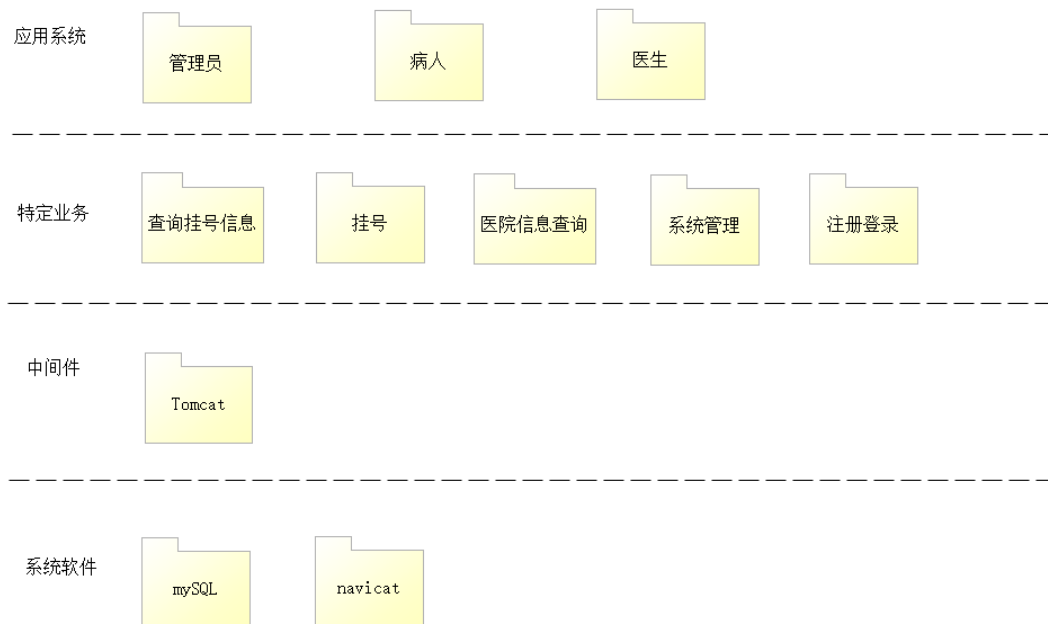 应用系统
管理员
病人
医生
特定业务
查询挂号信息
挂号
医院信息查询
系统管理
注册登录
中间件
Tomcat
系统软件
mySQL
navicat